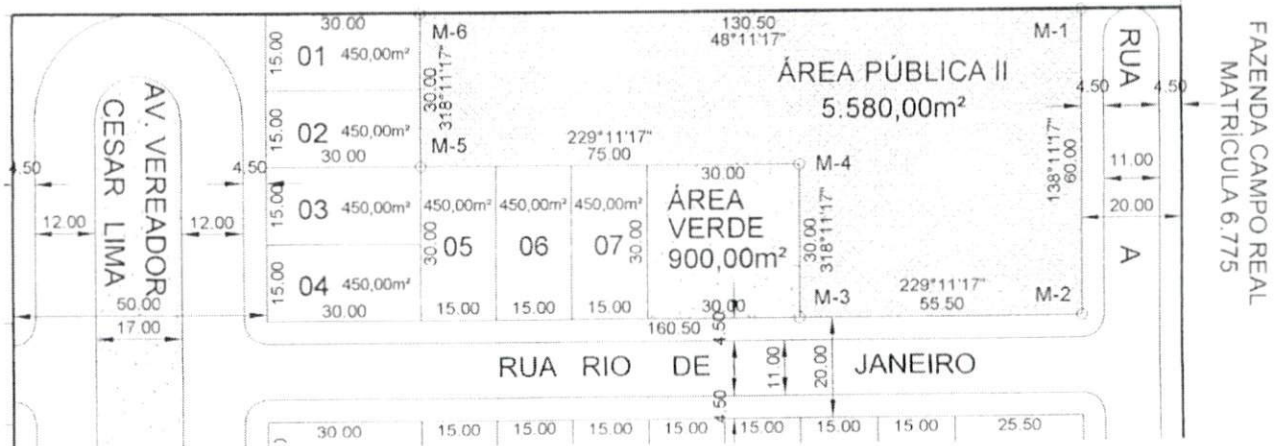 30.00
15.00
01 450,00m²
15.00
02 450,00m²
30.00
15.00
03 450,00m²
15.00
04 450,00m²
30.00
M-6
130.50
48°11'17"
M-1
30.00
318°11'17"
ÁREA PÚBLICA II
5.580,00m²
M-5
229°11'17"
75.00
M-4
30.00
450,00m² 450,00m² 450,00m²
30.00
05
06
07
30.00
15.00
15.00
15.00
ÁREA
VERDE
900,00m²
30.00
30.00
318°11'17"
M-3
229°11'17"
55.50
M-2
60.00
138°11'17"
160.50
AV. VEREADOR
CESAR LIMA
4.50
4.50
12.00
12.00
50.00
17.00
RUA A
4.50
4.50
11.00
20.00
FAZENDA CAMPO REAL
MATRÍCULA 6.775
RUA RIO DE JANEIRO
4.50
11.00
20.00
4.50
30.00
15.00
15.00
15.00
15.00
15.00
15.00
15.00
25.50